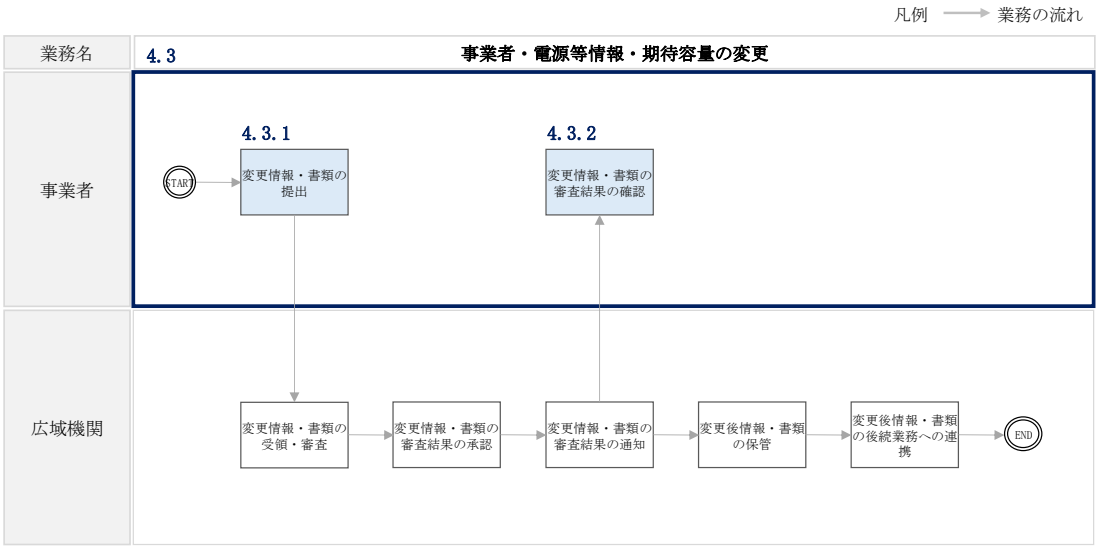 凡例 業務の流れ
業務名
4.3
事業者・電源等情報・期待容量の変更
事業者
START
4.3.1
変更情報・書類の
提出
4.3.2
変更情報・書類の
審査結果の確認
広域機関
変更情報・書類の
受領・審査
変更情報・書類の
審査結果の承認
変更情報・書類の
審査結果の通知
変更後情報・書類
の保管
変更後情報・書類
の後続業務への連
携
END